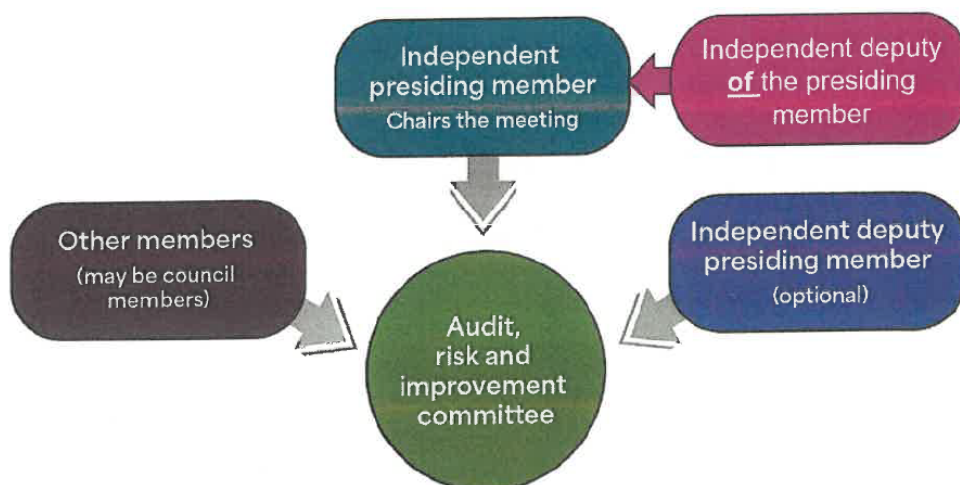 Independent
presiding member
Chairs the meeting
Independent deputy
of the presiding
member
Other members
(may be council
members)
Independent deputy
presiding member
(optional)
Audit,
risk and
improvement
committee